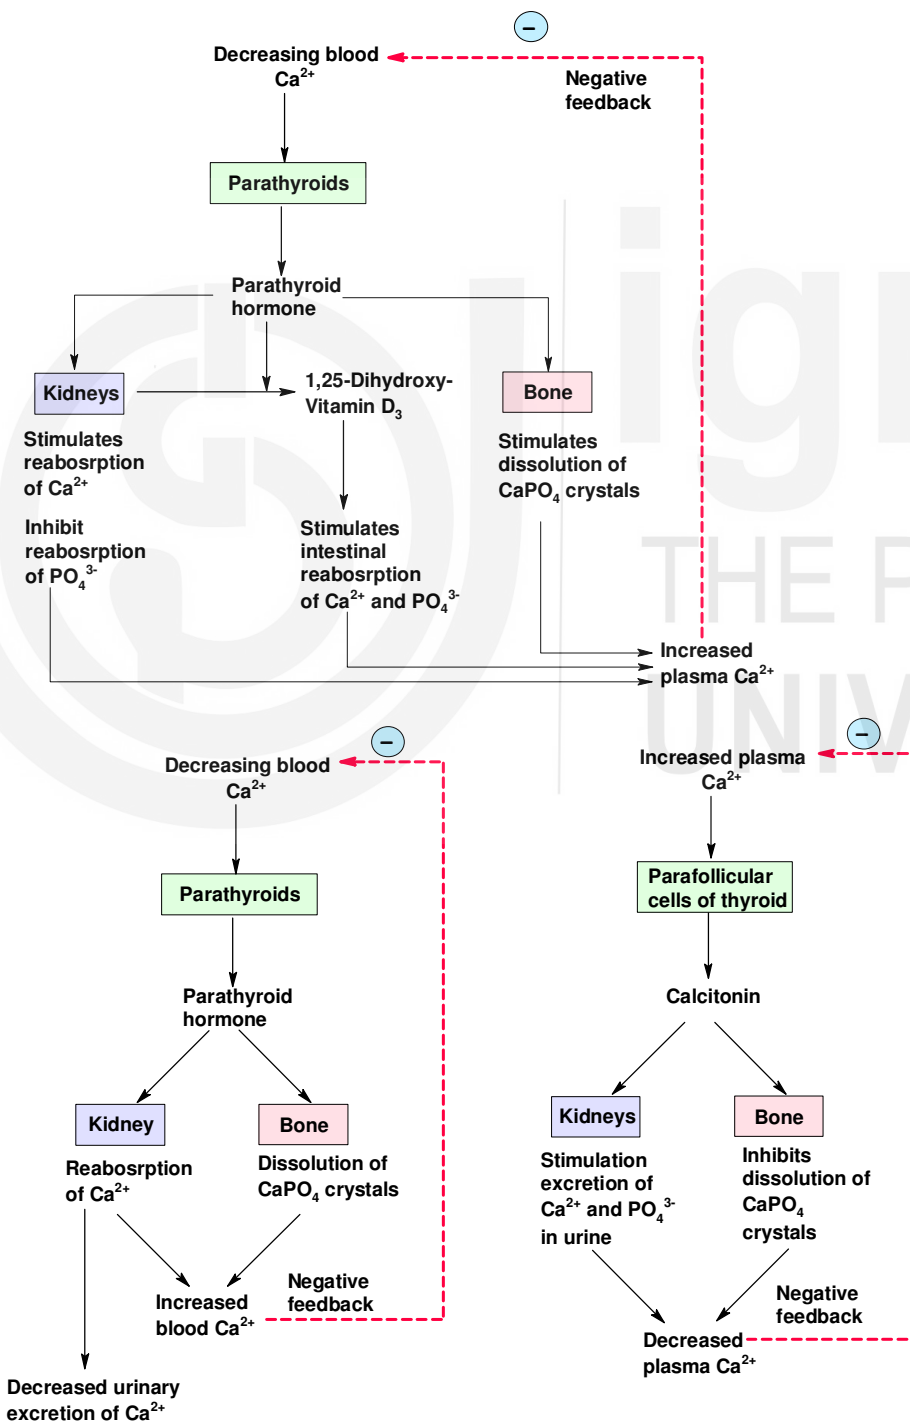 −
Decreasing blood
Ca²⁺
Negative
feedback
Parathyroids
Parathyroid
hormone
Kidneys
1,25-Dihydroxy-
Vitamin D₃
Bone
Stimulates
reabosrption
of Ca²⁺
Inhibit
reabosrption
of PO₄³⁻
Stimulates
intestinal
reabosrption
of Ca²⁺ and PO₄³⁻
Stimulates
dissolution of
CaPO₄ crystals
Increased
plasma Ca²⁺
−
Decreasing blood
Ca²⁺
Parathyroids
Parathyroid
hormone
Kidney
Bone
Reabosrption
of Ca²⁺
Dissolution of
CaPO₄ crystals
Negative
feedback
Increased
blood Ca²⁺
Decreased urinary
excretion of Ca²⁺
−
Increased plasma
Ca²⁺
Parafollicular
cells of thyroid
Calcitonin
Kidneys
Bone
Stimulation
excretion of
Ca²⁺ and PO₄³⁻
in urine
Inhibits
dissolution of
CaPO₄
crystals
Negative
feedback
Decreased
plasma Ca²⁺
THE P
UNIV